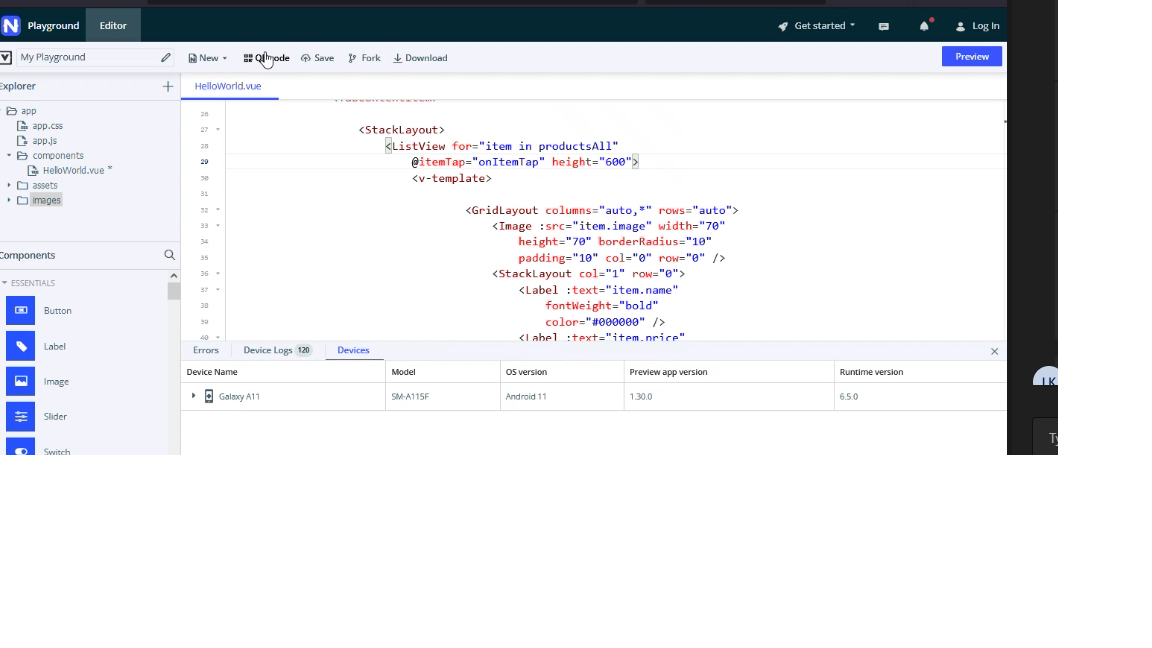 N Playground Editor Get started Log In
My Playground New QR code Save Fork Download Preview
Explorer
HelloWorld.vue
app
app.css
app.js
components
HelloWorld.vue *
assets
images
26
27 <StackLayout>
28 <ListView for="item in productsAll"
29 @itemTap="onItemTap" height="600">
30 <v-template>
31
32 <GridLayout columns="auto,*" rows="auto">
33 <Image :src="item.image" width="70"
34 height="70" borderRadius="10"
35 padding="10" col="0" row="0" />
36 <StackLayout col="1" row="0">
37 <Label :text="item.name"
38 fontWeight="bold"
39 color="#000000" />
40 <Label :text="item.price"
Components
ESSENTIALS
Button
Label
Image
Slider
Switch
Errors Device Logs 120 Devices
Device Name Model OS version Preview app version Runtime version
Galaxy A11 SM-A115F Android 11 1.30.0 6.5.0
LK
Ty